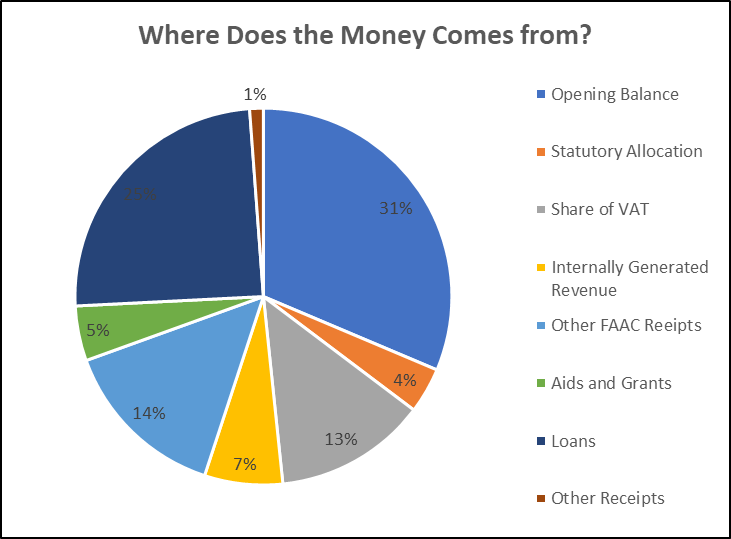 Where Does the Money Comes from?
1%
31%
5%
4%
14%
13%
7%
Opening Balance
Statutory Allocation
Share of VAT
Internally Generated
Revenue
Other FAAC Reipts
Aids and Grants
Loans
Other Receipts